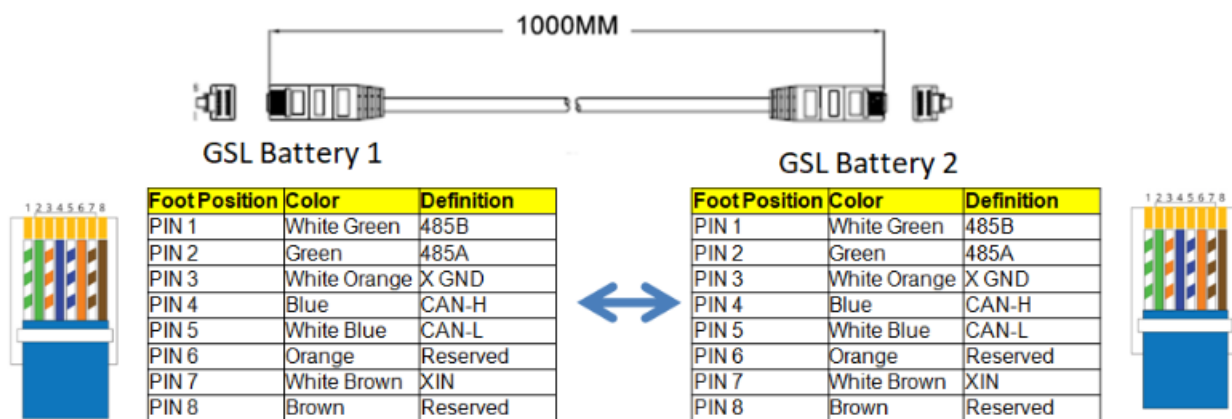 1000MM
GSL Battery 1
GSL Battery 2
1 2 3 4 5 6 7 8
Foot Position Color Definition
PIN 1 White Green 485B
PIN 2 Green 485A
PIN 3 White Orange X GND
PIN 4 Blue CAN-H
PIN 5 White Blue CAN-L
PIN 6 Orange Reserved
PIN 7 White Brown XIN
PIN 8 Brown Reserved
Foot Position Color Definition
PIN 1 White Green 485B
PIN 2 Green 485A
PIN 3 White Orange X GND
PIN 4 Blue CAN-H
PIN 5 White Blue CAN-L
PIN 6 Orange Reserved
PIN 7 White Brown XIN
PIN 8 Brown Reserved
1 2 3 4 5 6 7 8